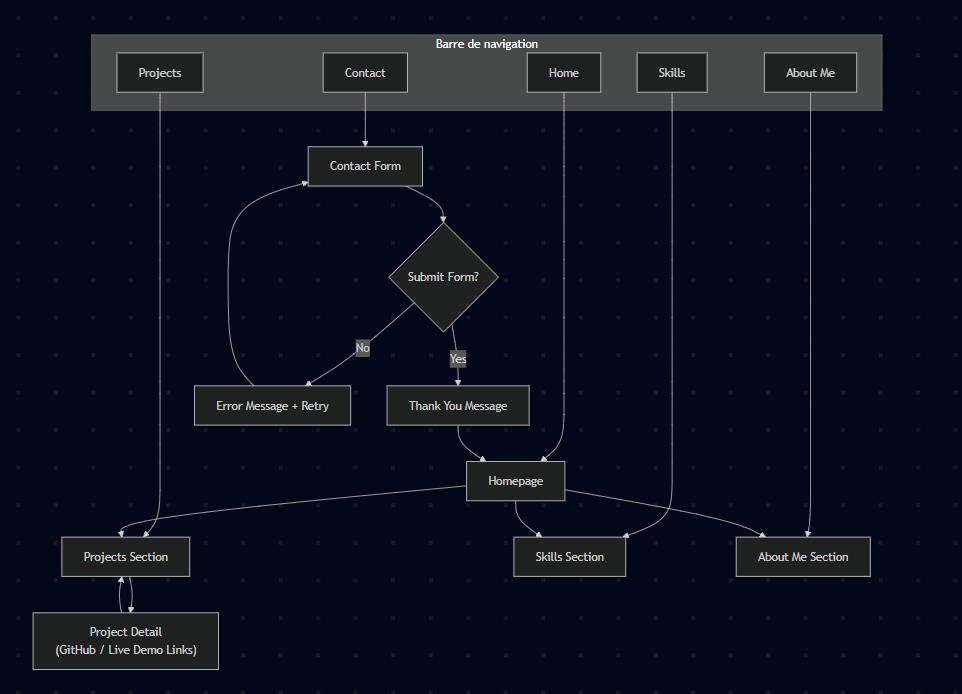 Barre de navigation
Projects
Contact
Home
Skills
About Me
Contact Form
Submit Form?
No
Yes
Error Message + Retry
Thank You Message
Homepage
Projects Section
Skills Section
About Me Section
Project Detail
(GitHub / Live Demo Links)